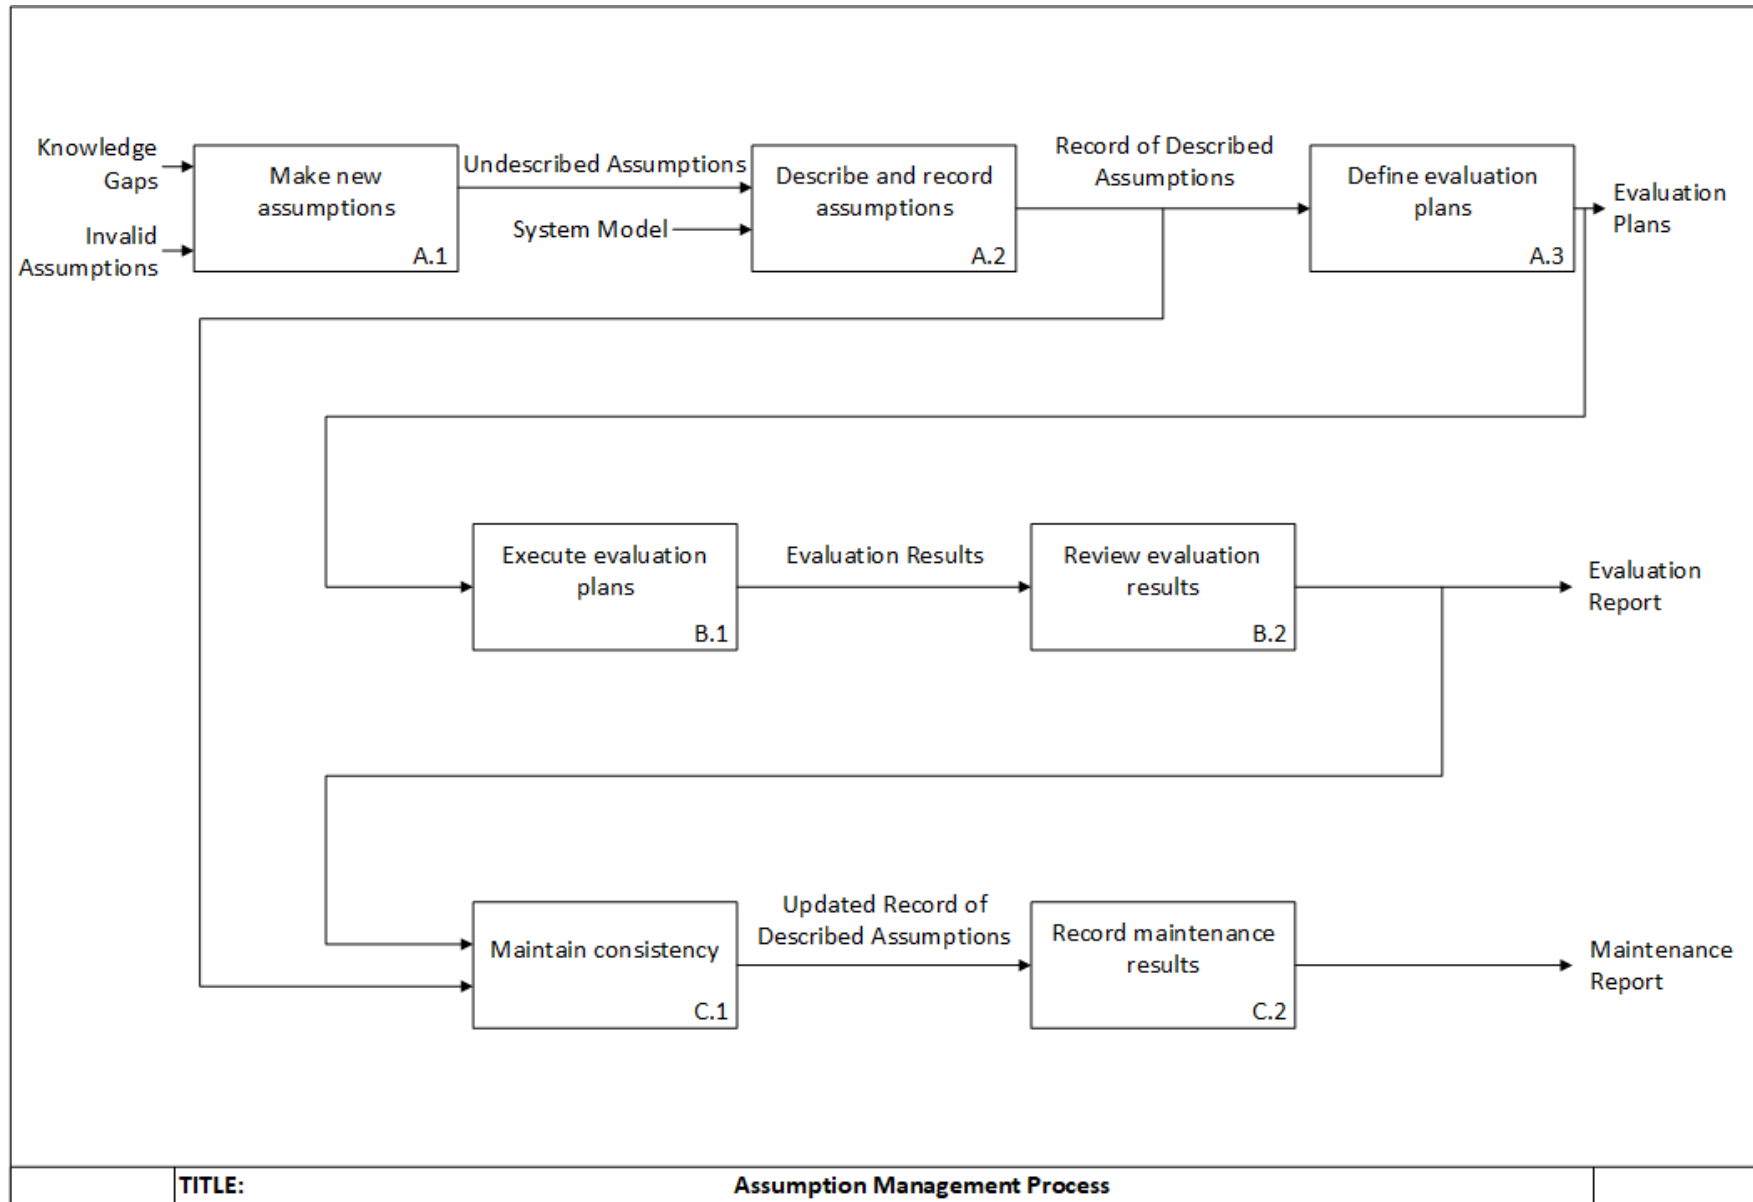 Knowledge
Gaps
Invalid
Assumptions
Make new
assumptions
A.1
Undescribed Assumptions
System Model
Describe and record
assumptions
A.2
Record of Described
Assumptions
Define evaluation
plans
A.3
Evaluation
Plans
Execute evaluation
plans
B.1
Evaluation Results
Review evaluation
results
B.2
Evaluation
Report
Maintain consistency
C.1
Updated Record of
Described Assumptions
Record maintenance
results
C.2
Maintenance
Report
TITLE:
Assumption Management Process